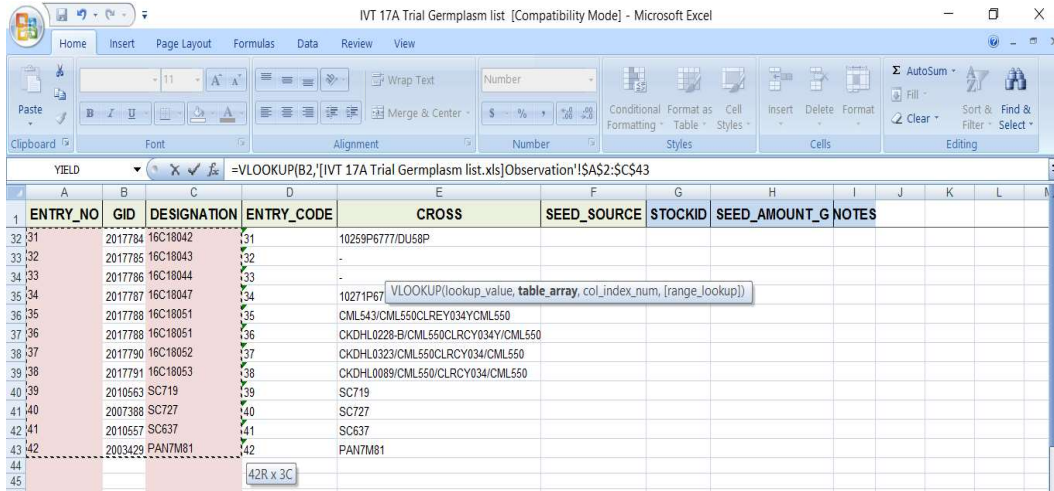 IVT 17A Trial Germplasm list [Compatibility Mode] - Microsoft Excel
Home Insert Page Layout Formulas Data Review View
Paste
11 A A
B I U A
Wrap Text
Merge & Center
Number
$ % , .0 .00 .00 .0
Conditional Formatting Format as Table Cell Styles
Insert Delete Format
Σ AutoSum
Fill
Clear
Sort & Filter Find & Select
Clipboard Font Alignment Number Styles Cells Editing
YIELD fx =VLOOKUP(B2,'[IVT 17A Trial Germplasm list.xls]Observation'!$A$2:$C$43
A B C D E F G H I J K L
1 ENTRY_NO GID DESIGNATION ENTRY_CODE CROSS SEED_SOURCE STOCKID SEED_AMOUNT_G NOTES
32 31 2017784 16C18042 31 10259P6777/DU58P
33 32 2017785 16C18043 32 -
34 33 2017786 16C18044 33 -
35 34 2017787 16C18047 34 10271P67
VLOOKUP(lookup_value, table_array, col_index_num, [range_lookup])
36 35 2017788 16C18051 35 CML543/CML550CLREY034YCML550
37 36 2017788 16C18051 36 CKDHL0228-B/CML550CLRCY034Y/CML550
38 37 2017790 16C18052 37 CKDHL0323/CML550CLRCY034/CML550
39 38 2017791 16C18053 38 CKDHL0089/CML550/CLRCY034/CML550
40 39 2010563 SC719 39 SC719
41 40 2007388 SC727 40 SC727
42 41 2010557 SC637 41 SC637
43 42 2003429 PAN7M81 42 PAN7M81
44
42R x 3C
45